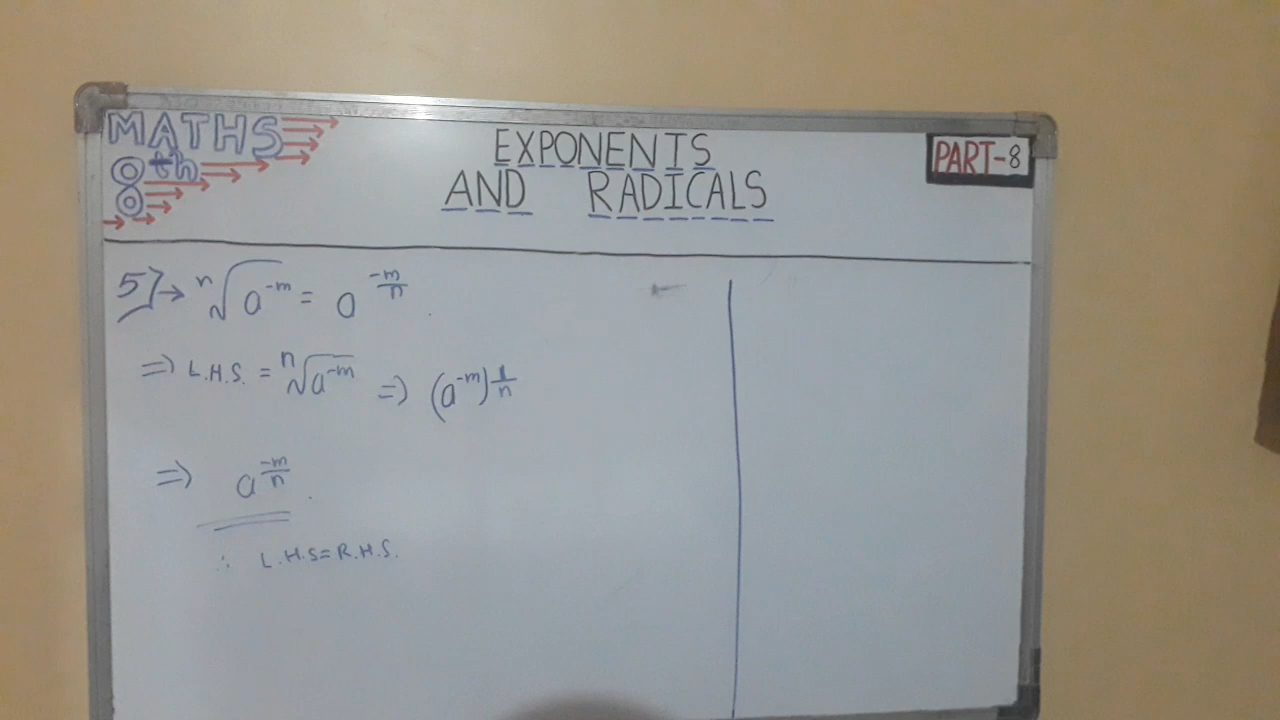 MATHS
8th
EXPONENTS
AND RADICALS
PART-8
5) → ⁿ√a⁻ᵐ = a^(-m/n)
⇒ L.H.S. = ⁿ√a⁻ᵐ ⇒ (a⁻ᵐ)^(1/n)
⇒ a^(-m/n).
∴ L.H.S=R.H.S.